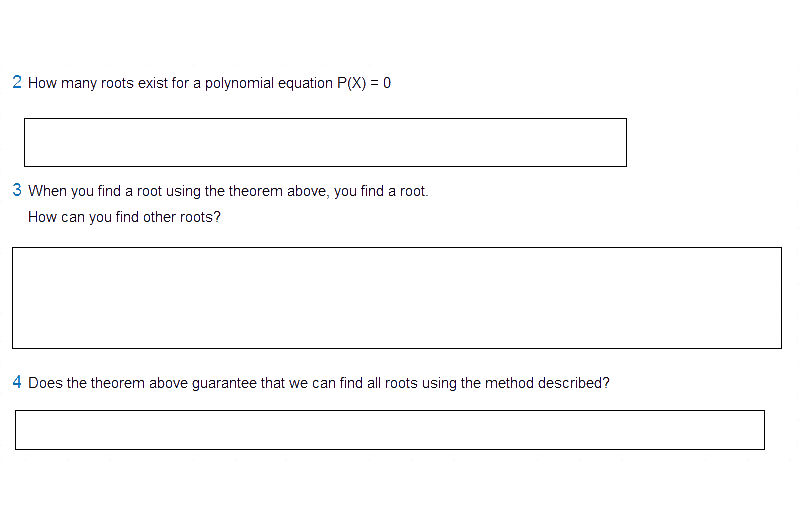 2 How many roots exist for a polynomial equation P(X) = 0
3 When you find a root using the theorem above, you find a root.
How can you find other roots?
4 Does the theorem above guarantee that we can find all roots using the method described?